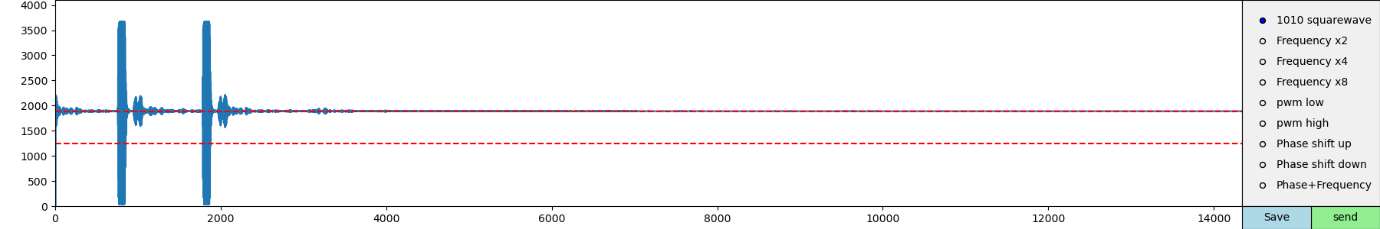 4000
3500
3000
2500
2000
1500
1000
500
0
0 2000 4000 6000 8000 10000 12000 14000
1010 squarewave
Frequency x2
Frequency x4
Frequency x8
pwm low
pwm high
Phase shift up
Phase shift down
Phase+Frequency
Save send